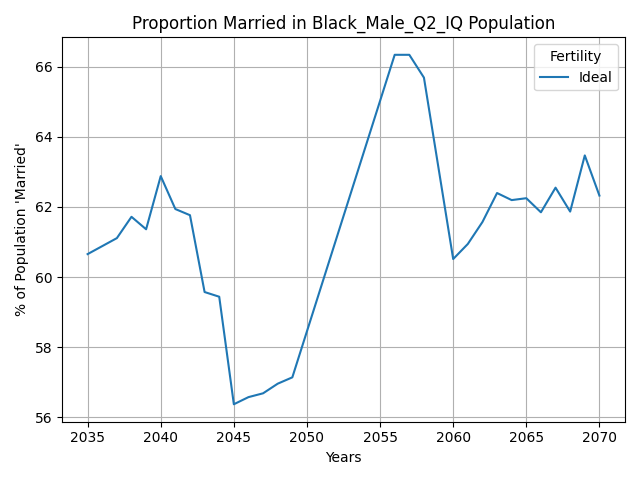 Proportion Married in Black_Male_Q2_IQ Population
Fertility
Ideal
% of Population 'Married'
66
64
62
60
58
56
2035 2040 2045 2050 2055 2060 2065 2070
Years